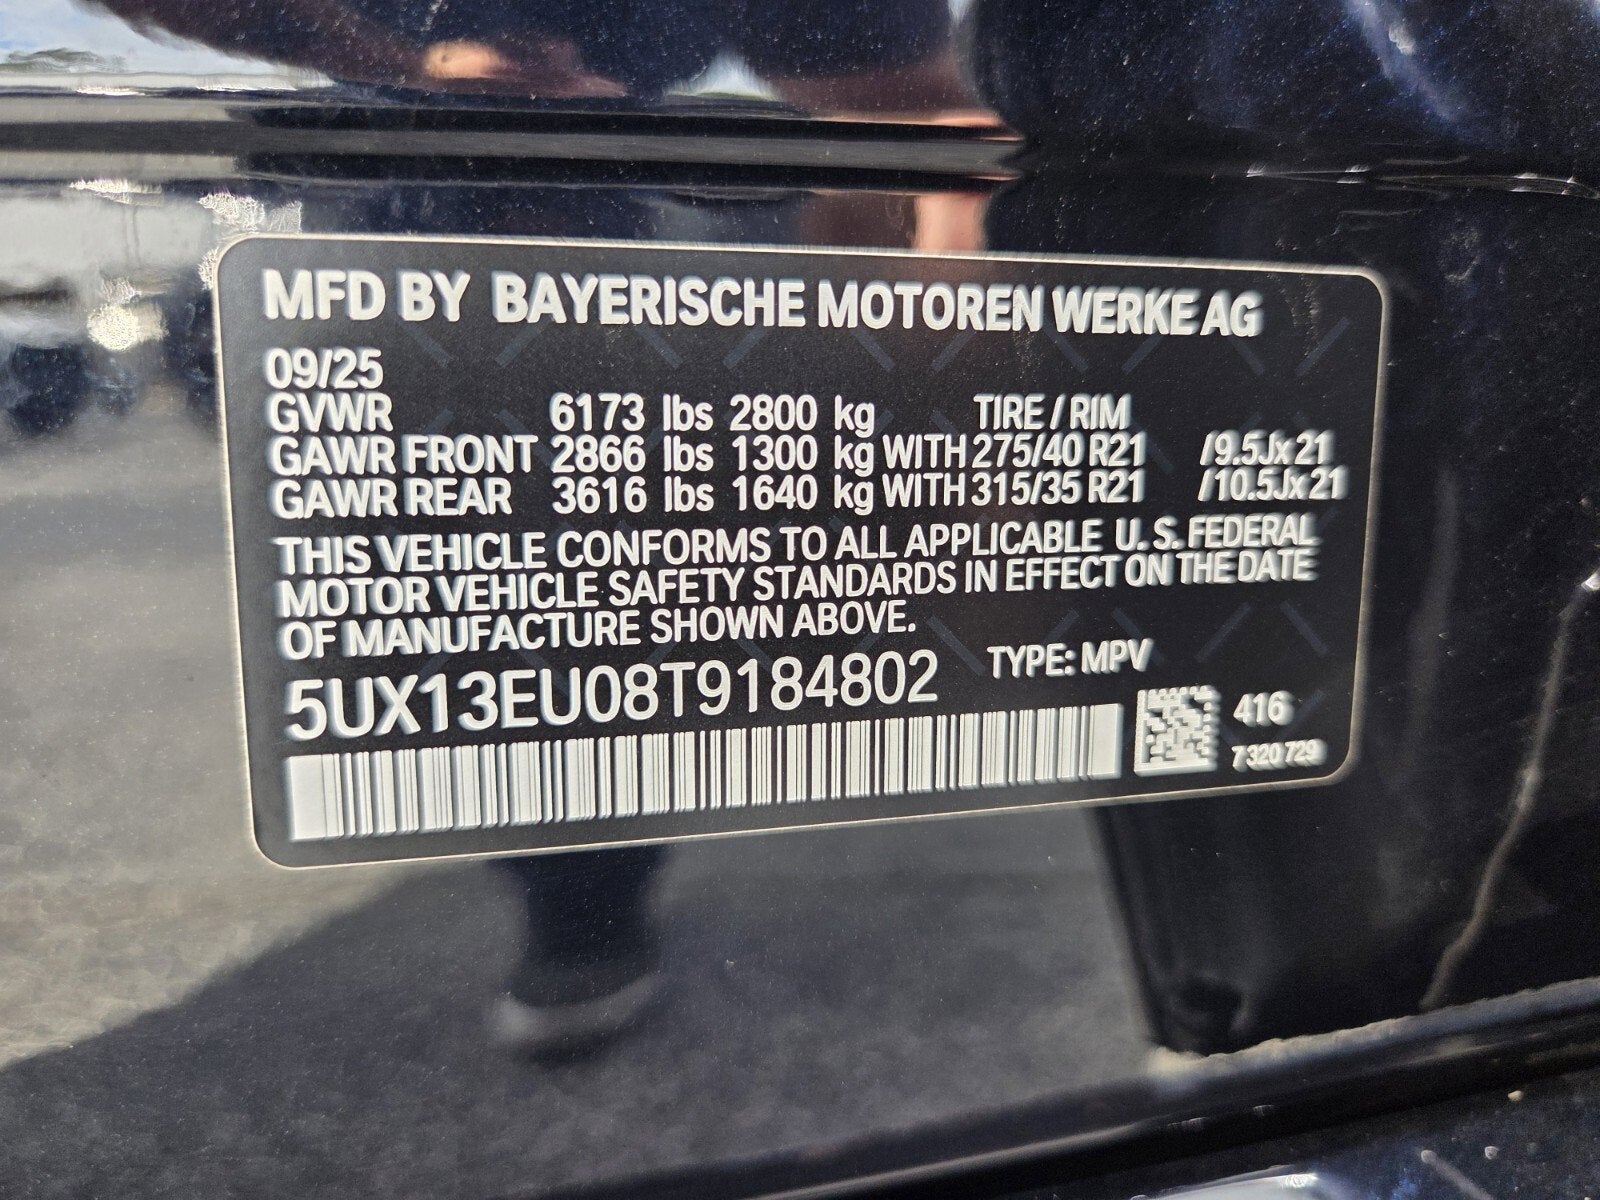 MFD BY BAYERISCHE MOTOREN WERKE AG
09/25
GVWR 6173 lbs 2800 kg TIRE / RIM
GAWR FRONT 2866 lbs 1300 kg WITH 275/40 R21 /9.5Jx21
GAWR REAR 3616 lbs 1640 kg WITH 315/35 R21 /10.5Jx21
THIS VEHICLE CONFORMS TO ALL APPLICABLE U.S. FEDERAL
MOTOR VEHICLE SAFETY STANDARDS IN EFFECT ON THE DATE
OF MANUFACTURE SHOWN ABOVE.
5UX13EU08T9184802 TYPE: MPV
416
7 320 729